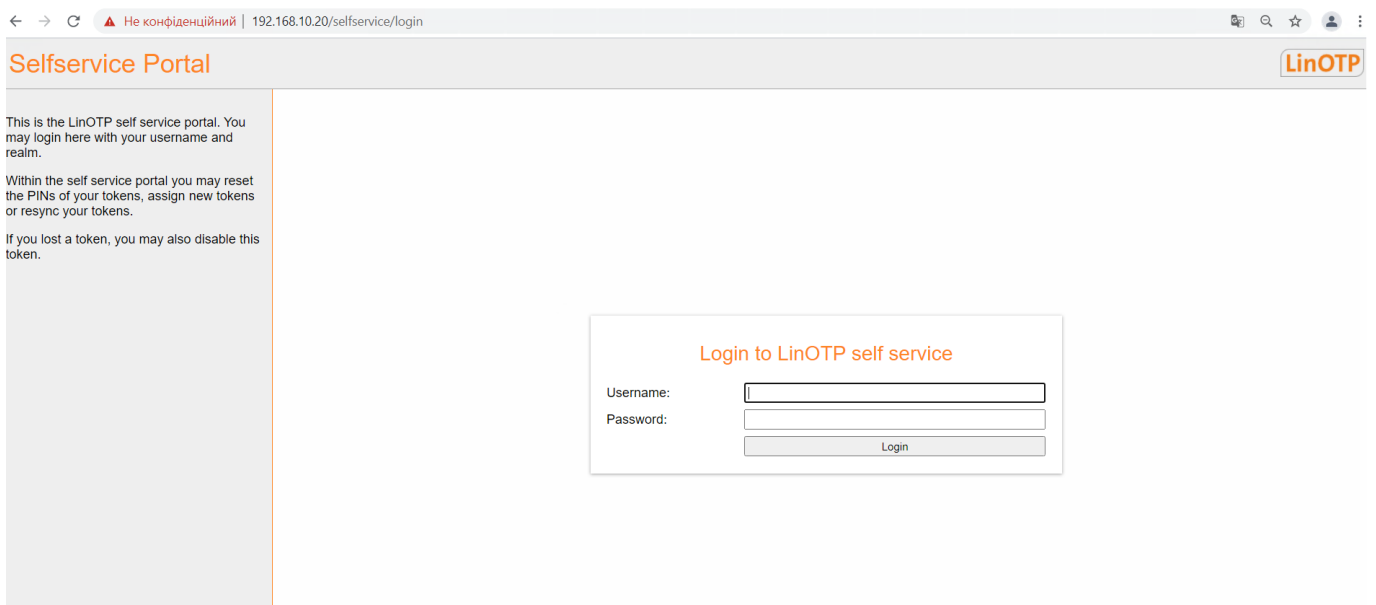 Не конфіденційний | 192.168.10.20/selfservice/login
Selfservice Portal
LinOTP
This is the LinOTP self service portal. You
may login here with your username and
realm.
Within the self service portal you may reset
the PINs of your tokens, assign new tokens
or resync your tokens.
If you lost a token, you may also disable this
token.
Login to LinOTP self service
Username:
Password:
Login